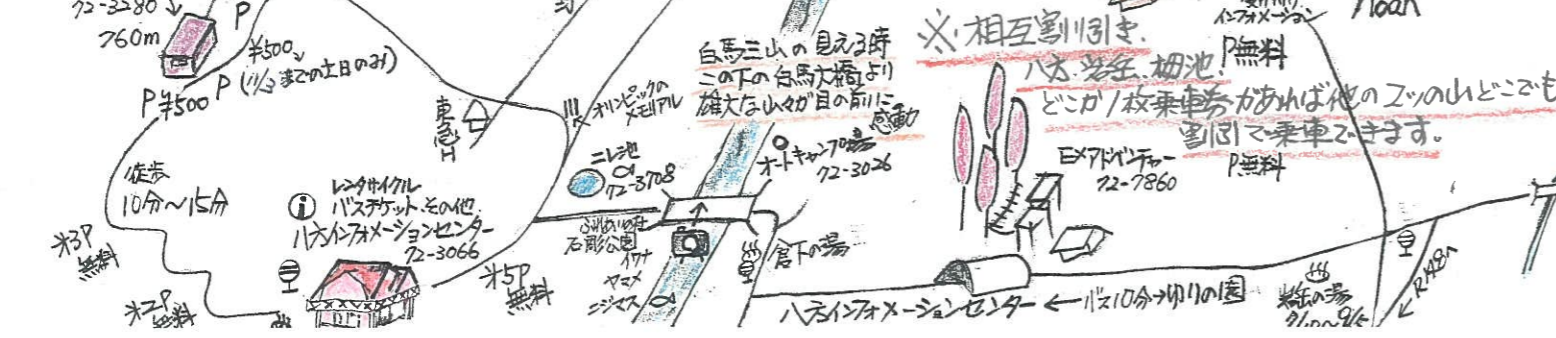 72-3280
760m
P
¥500
P (11/3までの土日のみ)
P¥500
徒歩
10分〜15分
レンタサイクル
バスチケット、その他
八方インフォメーションセンター
72-3066
※3P
無料
※2P
※5P
無料
東急H
オリンピックの
メモリアル
ニレ池
72-3708
ふれあいの杜
石彫公園
イワナ
ヤマメ
ニジマス
白馬三山の見える時
この下の白馬大橋より
雄大な山々が目の前に
感動
オートキャンプ場
72-3026
倉下の湯
※相互割引き.
八方、岩岳、栂池、
どこか1枚乗車券があれば他の2ツの山どこでも
割引で乗車できます。
インフォメーション
P無料
P無料
EXアドベンチャー
72-7860
八方インフォメーションセンター ← バス10分→ゆりの園
岩岳の湯
R148へ